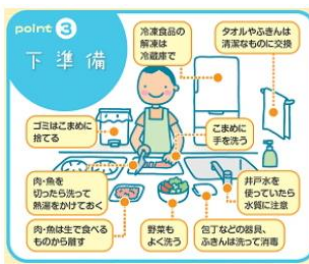 point 3
下準備
冷凍食品の
解凍は
冷蔵庫で
タオルやふきんは
清潔なものに交換
ゴミはこまめに
捨てる
こまめに
手を洗う
肉・魚を
切ったら洗って
熱湯をかけておく
井戸水を
使っていたら
水質に注意
肉・魚は生で食べる
ものから離す
野菜も
よく洗う
包丁などの器具、
ふきんは洗って消毒